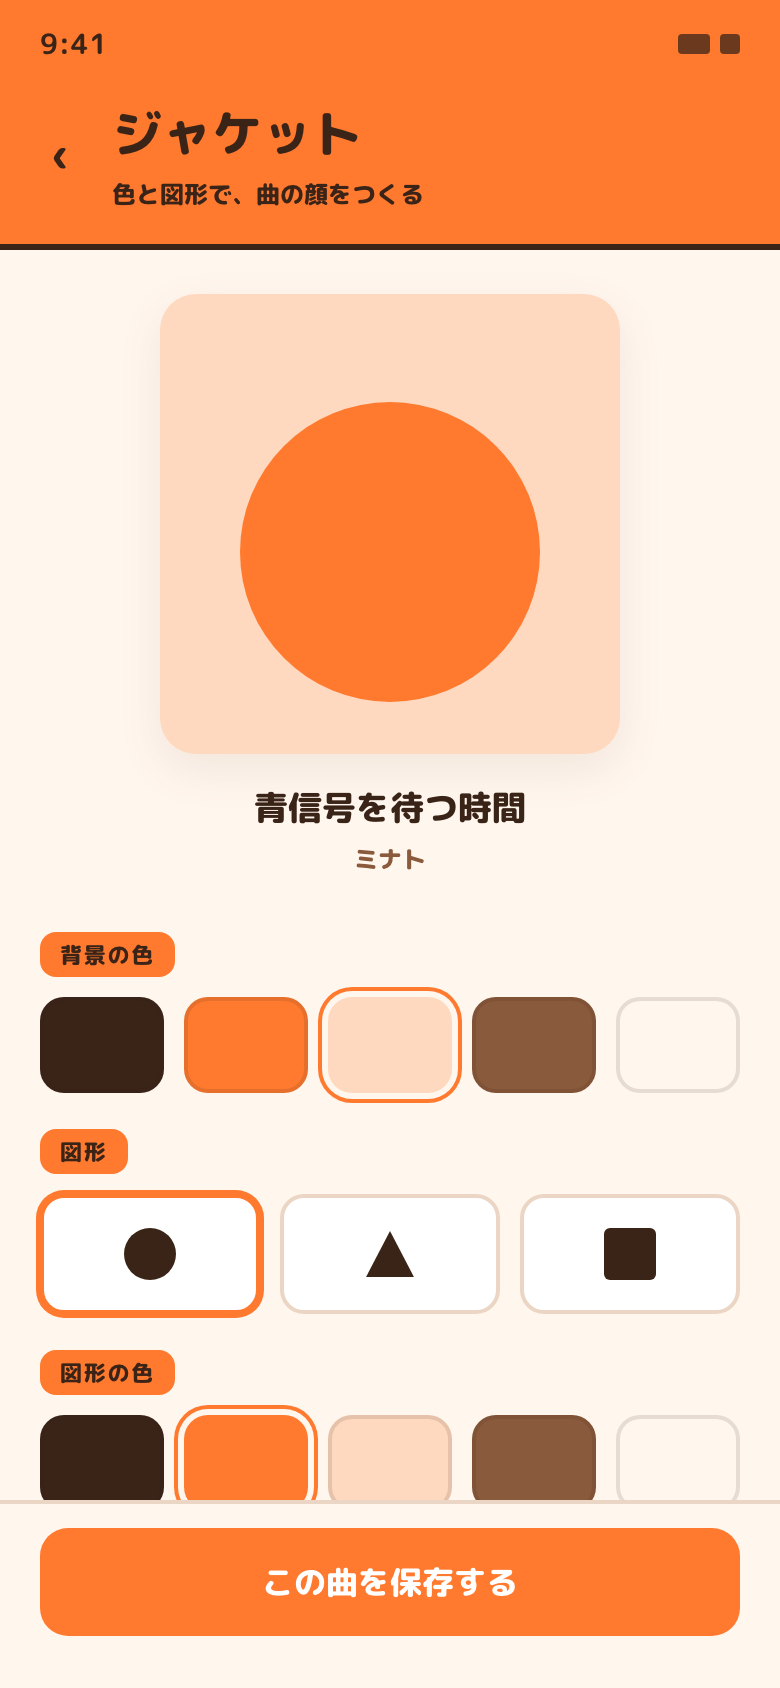 9:41
‹
ジャケット
色と図形で、曲の顔をつくる
青信号を待つ時間
ミナト
背景の色
図形
図形の色
この曲を保存する